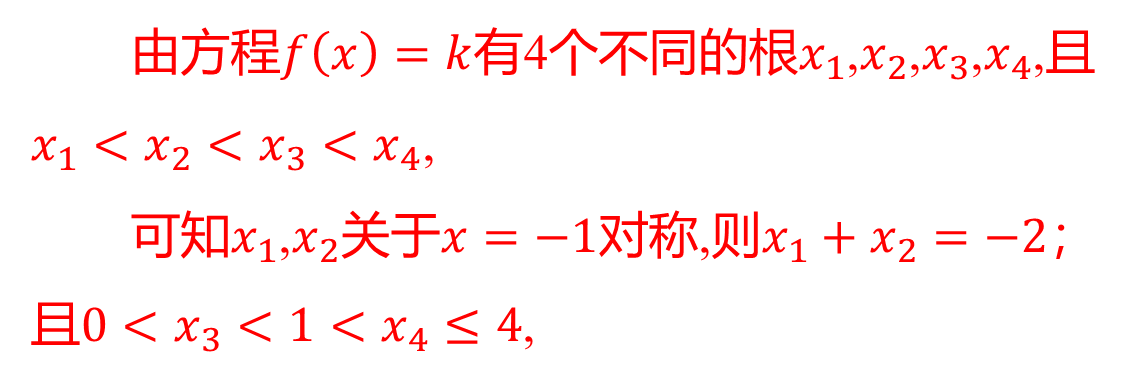 由方程f(x) = k有4个不同的根x₁,x₂,x₃,x₄,且
x₁ < x₂ < x₃ < x₄,
可知x₁,x₂关于x = −1对称,则x₁ + x₂ = −2；
且0 < x₃ < 1 < x₄ ≤ 4,